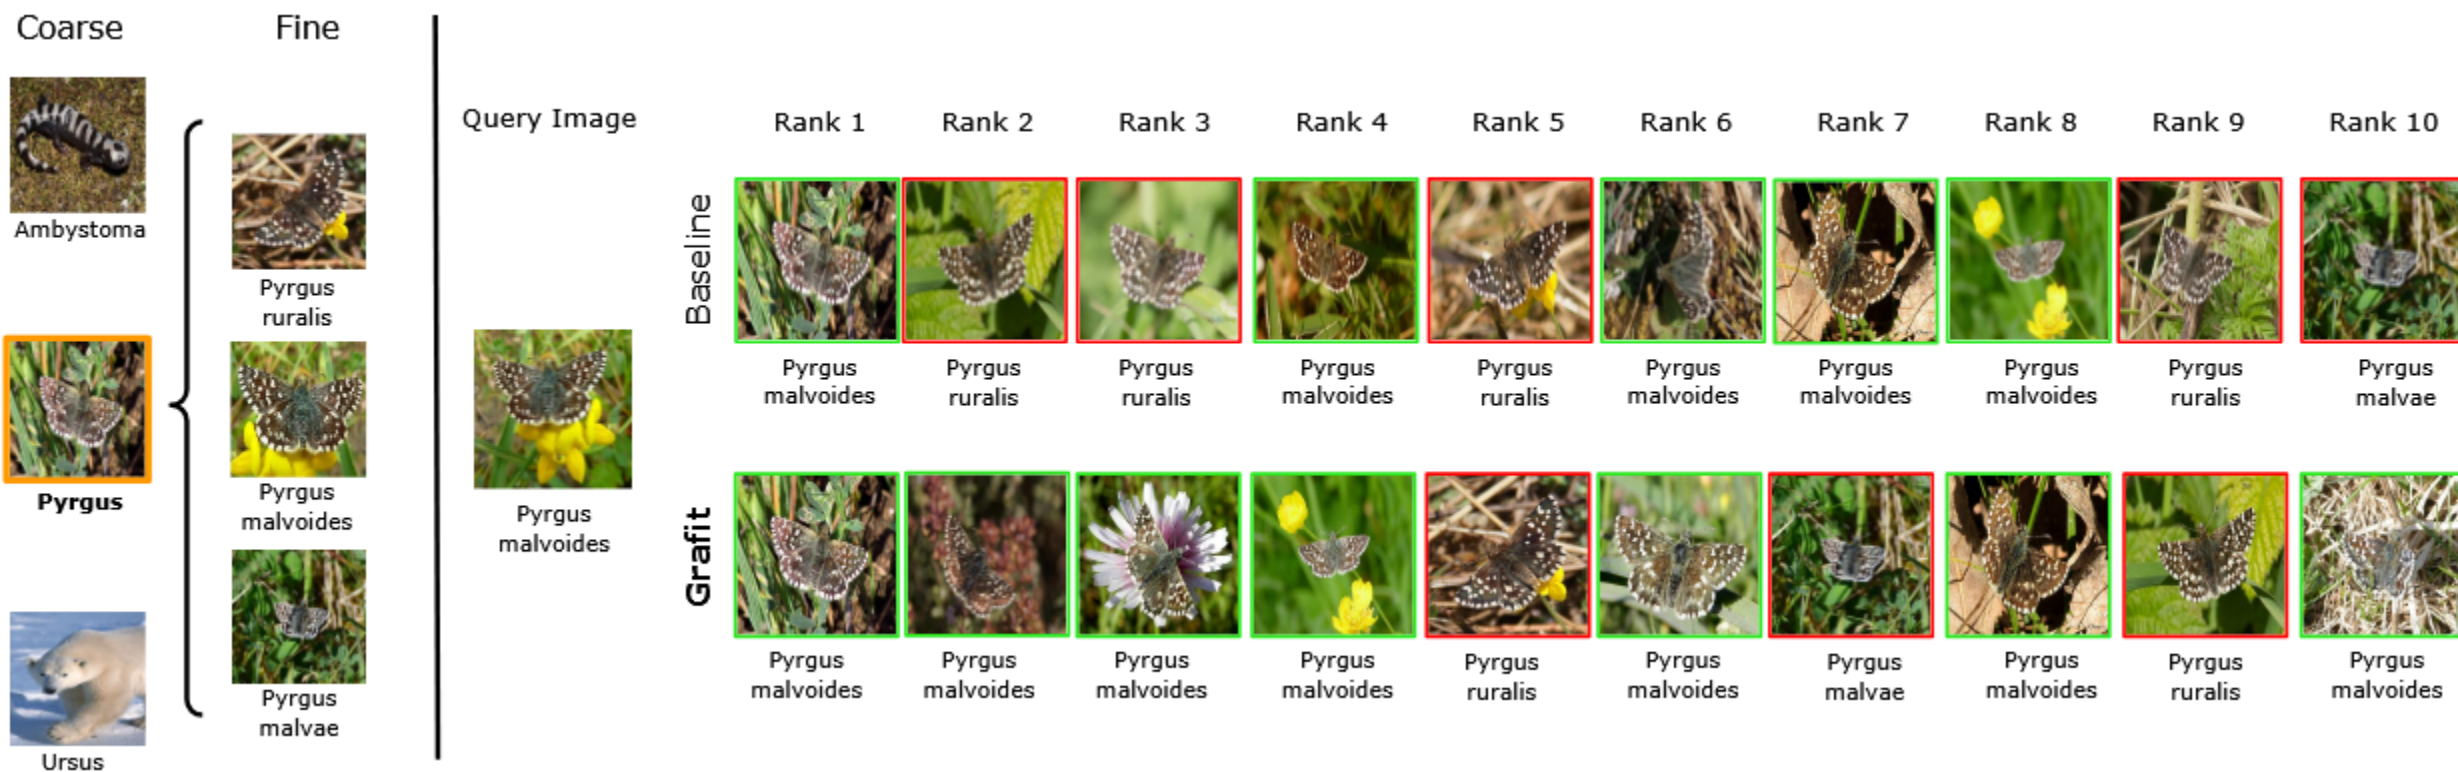 Coarse
Fine
Ambystoma
Pyrgus
ruralis
Pyrgus
Pyrgus
malvoides
Pyrgus
malvae
Ursus
Query Image
Pyrgus
malvoides
Rank 1 Rank 2 Rank 3 Rank 4 Rank 5 Rank 6 Rank 7 Rank 8 Rank 9 Rank 10
Baseline
Pyrgus Pyrgus Pyrgus Pyrgus Pyrgus Pyrgus Pyrgus Pyrgus Pyrgus Pyrgus
malvoides ruralis ruralis malvoides ruralis malvoides malvoides malvoides ruralis malvae
Grafit
Pyrgus Pyrgus Pyrgus Pyrgus Pyrgus Pyrgus Pyrgus Pyrgus Pyrgus Pyrgus
malvoides malvoides malvoides malvoides ruralis malvoides malvae malvoides ruralis malvoides